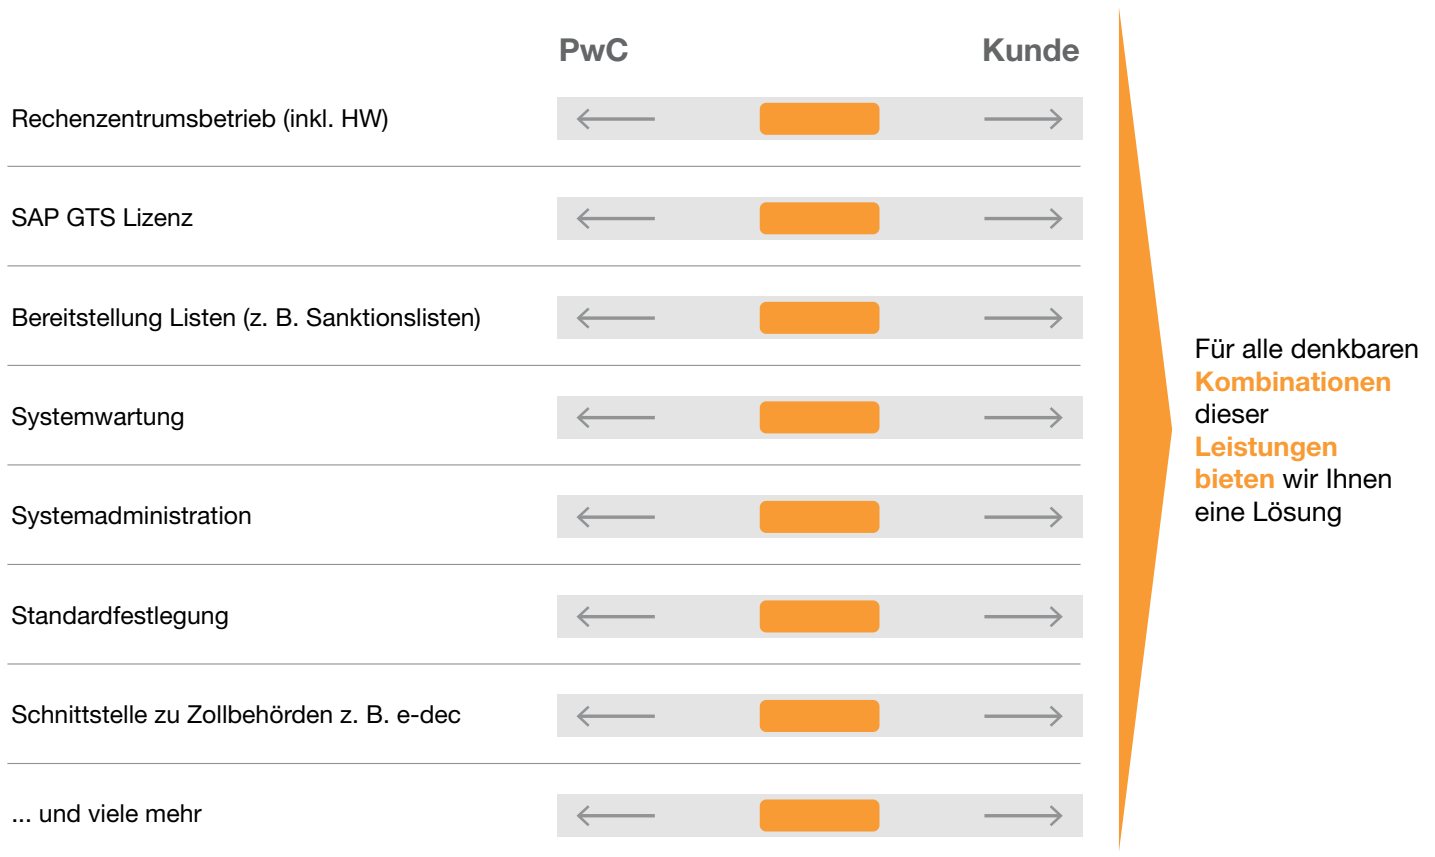 PwC Kunde
Rechenzentrumsbetrieb (inkl. HW)
SAP GTS Lizenz
Bereitstellung Listen (z. B. Sanktionslisten)
Systemwartung
Systemadministration
Standardfestlegung
Schnittstelle zu Zollbehörden z. B. e-dec
... und viele mehr
Für alle denkbaren
Kombinationen
dieser
Leistungen
bieten wir Ihnen
eine Lösung